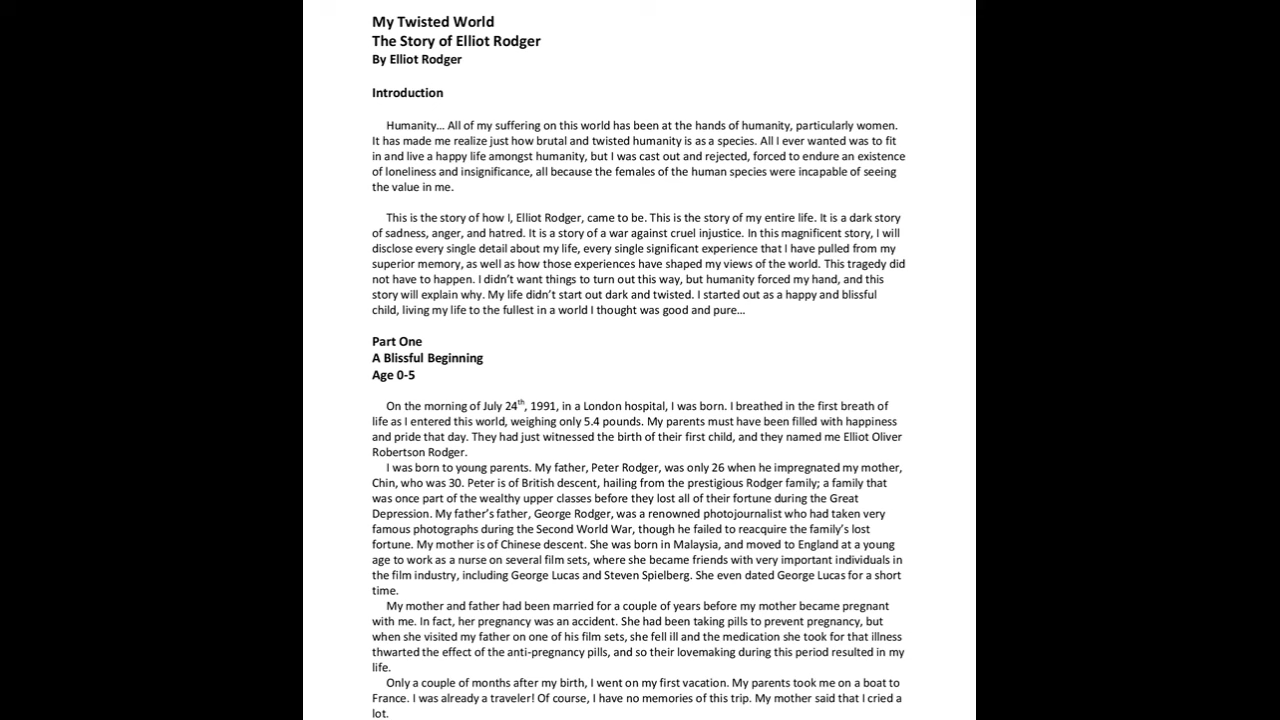 My Twisted World
The Story of Elliot Rodger
By Elliot Rodger
Introduction
Humanity… All of my suffering on this world has been at the hands of humanity, particularly women.
It has made me realize just how brutal and twisted humanity is as a species. All I ever wanted was to fit
in and live a happy life amongst humanity, but I was cast out and rejected, forced to endure an existence
of loneliness and insignificance, all because the females of the human species were incapable of seeing
the value in me.
This is the story of how I, Elliot Rodger, came to be. This is the story of my entire life. It is a dark story
of sadness, anger, and hatred. It is a story of a war against cruel injustice. In this magnificent story, I will
disclose every single detail about my life, every single significant experience that I have pulled from my
superior memory, as well as how those experiences have shaped my views of the world. This tragedy did
not have to happen. I didn't want things to turn out this way, but humanity forced my hand, and this
story will explain why. My life didn't start out dark and twisted. I started out as a happy and blissful
child, living my life to the fullest in a world I thought was good and pure…
Part One
A Blissful Beginning
Age 0-5
On the morning of July 24th, 1991, in a London hospital, I was born. I breathed in the first breath of
life as I entered this world, weighing only 5.4 pounds. My parents must have been filled with happiness
and pride that day. They had just witnessed the birth of their first child, and they named me Elliot Oliver
Robertson Rodger.
I was born to young parents. My father, Peter Rodger, was only 26 when he impregnated my mother,
Chin, who was 30. Peter is of British descent, hailing from the prestigious Rodger family; a family that
was once part of the wealthy upper classes before they lost all of their fortune during the Great
Depression. My father's father, George Rodger, was a renowned photojournalist who had taken very
famous photographs during the Second World War, though he failed to reacquire the family's lost
fortune. My mother is of Chinese descent. She was born in Malaysia, and moved to England at a young
age to work as a nurse on several film sets, where she became friends with very important individuals in
the film industry, including George Lucas and Steven Spielberg. She even dated George Lucas for a short
time.
My mother and father had been married for a couple of years before my mother became pregnant
with me. In fact, her pregnancy was an accident. She had been taking pills to prevent pregnancy, but
when she visited my father on one of his film sets, she fell ill and the medication she took for that illness
thwarted the effect of the anti-pregnancy pills, and so their lovemaking during this period resulted in my
life.
Only a couple of months after my birth, I went on my first vacation. My parents took me on a boat to
France. I was already a traveler! Of course, I have no memories of this trip. My mother said that I cried a
lot.